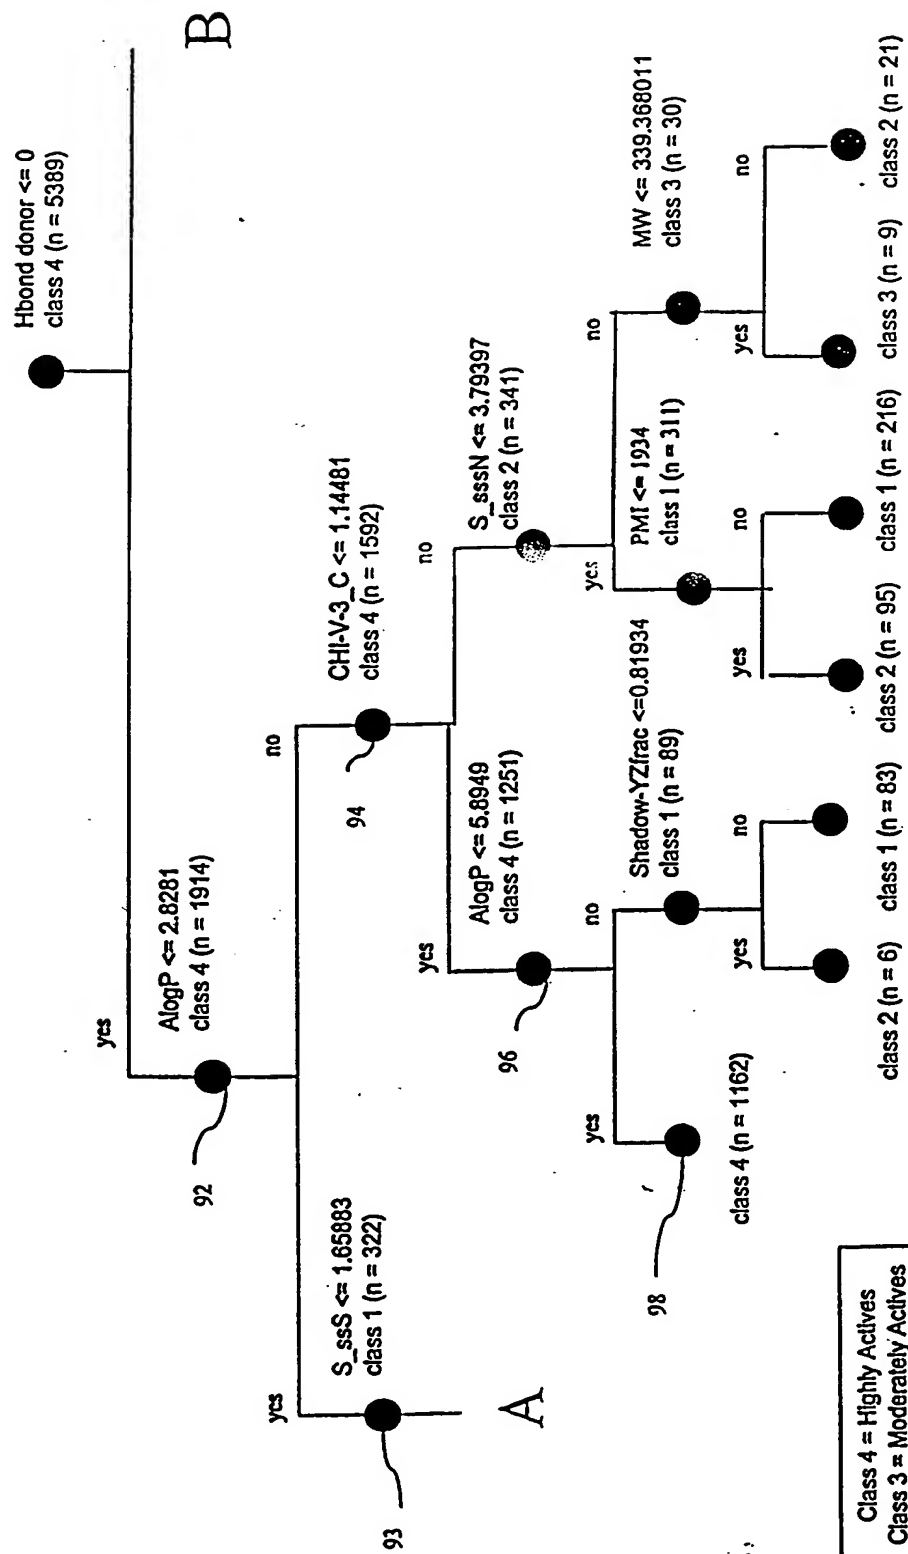 Hbond donor <= 0
class 4 (n = 5389)
B
yes
AlogP <= 2.8281
class 4 (n = 1914)
92
yes
no
S_ssS <= 1.65883
class 1 (n = 322)
93
A
CHI-V-3_C <= 1.14481
class 4 (n = 1592)
94
yes
no
AlogP <= 5.8949
class 4 (n = 1251)
96
S_sssN <= 3.79397
class 2 (n = 341)
yes
no
yes
no
98
class 4 (n = 1162)
Shadow-YZfrac <=0.81934
class 1 (n = 89)
PMI <= 1934
class 1 (n = 311)
MW <= 339.368011
class 3 (n = 30)
yes
no
yes
no
yes
no
class 2 (n = 6)
class 1 (n = 83)
class 2 (n = 95)
class 1 (n = 216)
class 3 (n = 9)
class 2 (n = 21)
Class 4 = Highly Actives
Class 3 = Moderately Actives